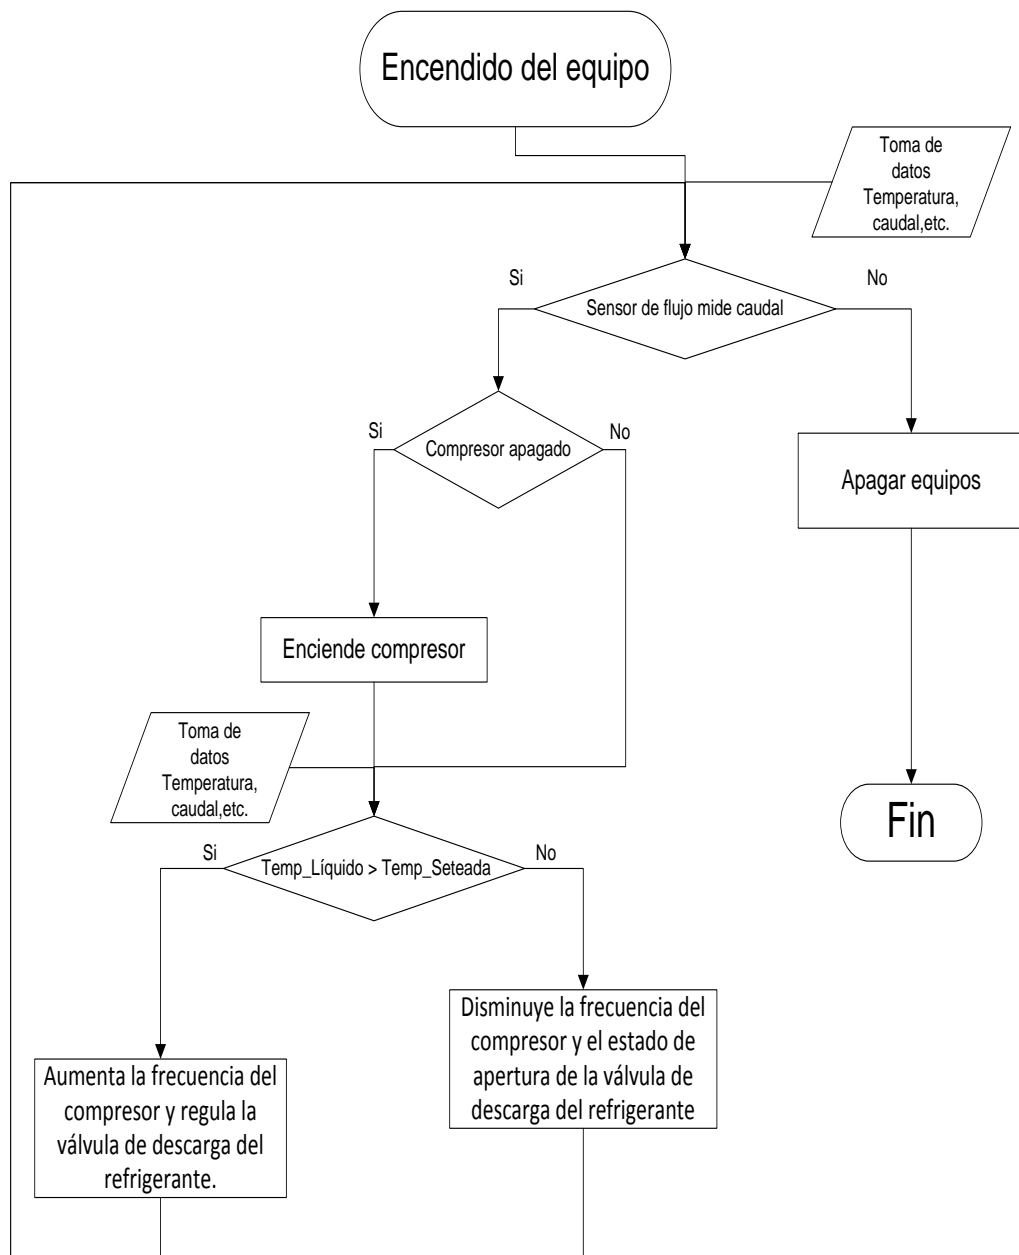 Encendido del equipo
Toma de
datos
Temperatura,
caudal,etc.
Si
No
Sensor de flujo mide caudal
Si
No
Compresor apagado
Apagar equipos
Enciende compresor
Toma de
datos
Temperatura,
caudal,etc.
Fin
Si
No
Temp_Líquido > Temp_Seteada
Disminuye la frecuencia del
compresor y el estado de
apertura de la válvula de
descarga del refrigerante
Aumenta la frecuencia del
compresor y regula la
válvula de descarga del
refrigerante.